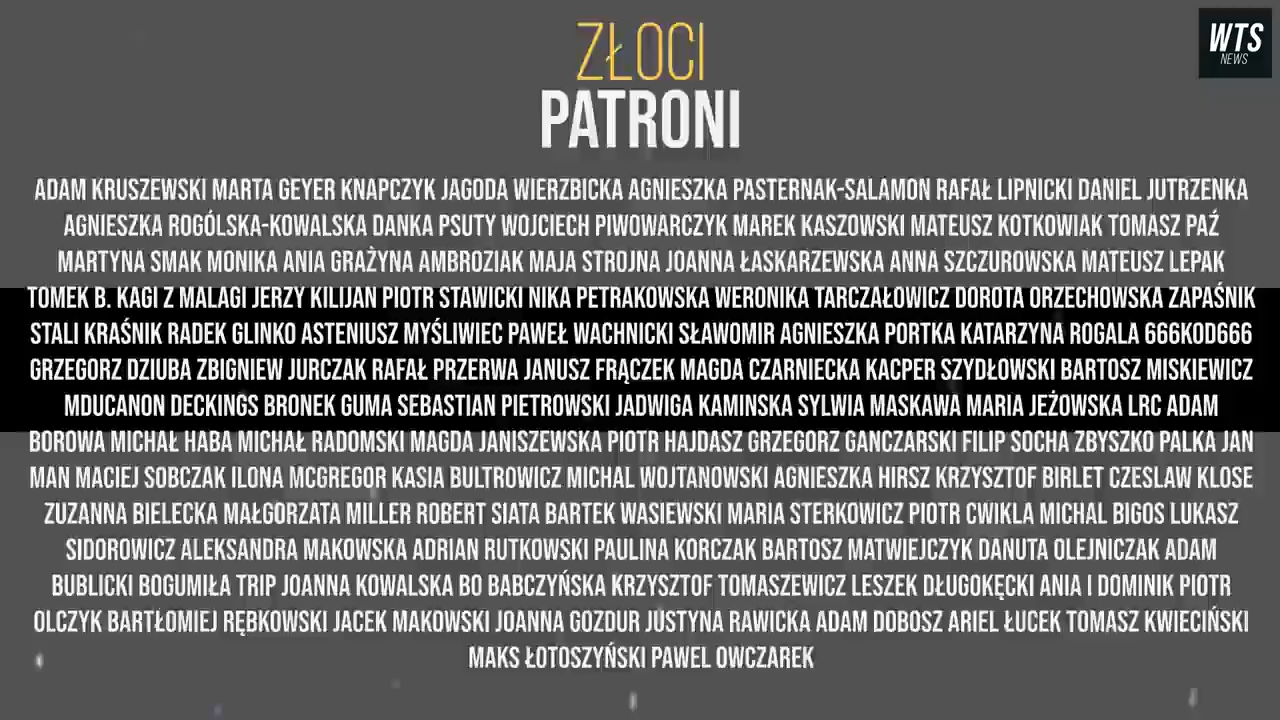 ZŁOCI
PATRONI
WTS
NEWS
ADAM KRUSZEWSKI MARTA GEYER KNAPCZYK JAGODA WIERZBICKA AGNIESZKA PASTERNAK-SALAMON RAFAŁ LIPNICKI DANIEL JUTRZENKA
AGNIESZKA ROGÓLSKA-KOWALSKA DANKA PSUTY WOJCIECH PIWOWARCZYK MAREK KASZOWSKI MATEUSZ KOTKOWIAK TOMASZ PAŹ
MARTYNA SMAK MONIKA ANIA GRAŻYNA AMBROZIAK MAJA STROJNA JOANNA ŁASKARZEWSKA ANNA SZCZUROWSKA MATEUSZ LEPAK
TOMEK B. KAGI Z MALAGI JERZY KILIJAN PIOTR STAWICKI NIKA PETRAKOWSKA WERONIKA TARCZAŁOWICZ DOROTA ORZECHOWSKA ZAPAŚNIK
STALI KRAŚNIK RADEK GLINKO ASTENIUSZ MYŚLIWIEC PAWEŁ WACHNICKI SŁAWOMIR AGNIESZKA PORTKA KATARZYNA ROGALA 666KOD666
GRZEGORZ DZIUBA ZBIGNIEW JURCZAK RAFAŁ PRZERWA JANUSZ FRĄCZEK MAGDA CZARNIECKA KACPER SZYDŁOWSKI BARTOSZ MISKIEWICZ
MDUCANON DECKINGS BRONEK GUMA SEBASTIAN PIETROWSKI JADWIGA KAMINSKA SYLWIA MASKAWA MARIA JEŻOWSKA LRC ADAM
BOROWA MICHAŁ HABA MICHAŁ RADOMSKI MAGDA JANISZEWSKA PIOTR HAJDASZ GRZEGORZ GANCZARSKI FILIP SOCHA ZBYSZKO PALKA JAN
MAN MACIEJ SOBCZAK ILONA MCGREGOR KASIA BULTROWICZ MICHAL WOJTANOWSKI AGNIESZKA HIRSZ KRZYSZTOF BIRLET CZESLAW KLOSE
ZUZANNA BIELECKA MAŁGORZATA MILLER ROBERT SIATA BARTEK WASIEWSKI MARIA STERKOWICZ PIOTR CWIKLA MICHAL BIGOS LUKASZ
SIDOROWICZ ALEKSANDRA MAKOWSKA ADRIAN RUTKOWSKI PAULINA KORCZAK BARTOSZ MATWIEJCZYK DANUTA OLEJNICZAK ADAM
BUBLICKI BOGUMIŁA TRIP JOANNA KOWALSKA BO BABCZYŃSKA KRZYSZTOF TOMASZEWICZ LESZEK DŁUGOKĘCKI ANIA I DOMINIK PIOTR
OLCZYK BARTŁOMIEJ RĘBKOWSKI JACEK MAKOWSKI JOANNA GOZDUR JUSTYNA RAWICKA ADAM DOBOSZ ARIEL ŁUCEK TOMASZ KWIECIŃSKI
MAKS ŁOTOSZYŃSKI PAWEL OWCZAREK